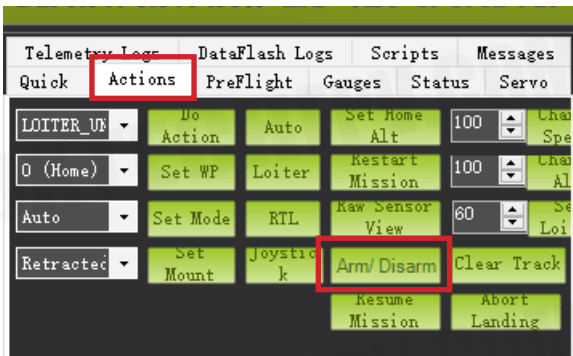 Telemetry Logs DataFlash Logs Scripts Messages
Quick Actions PreFlight Gauges Status Servo
LOITER_UN Do Action Auto Set Home Alt 100
0 (Home) Set WP Loiter Restart Mission 100
Auto Set Mode RTL Raw Sensor View 60
Retracted Set Mount Joystick Arm/ Disarm Clear Track
Resume Mission Abort Landing